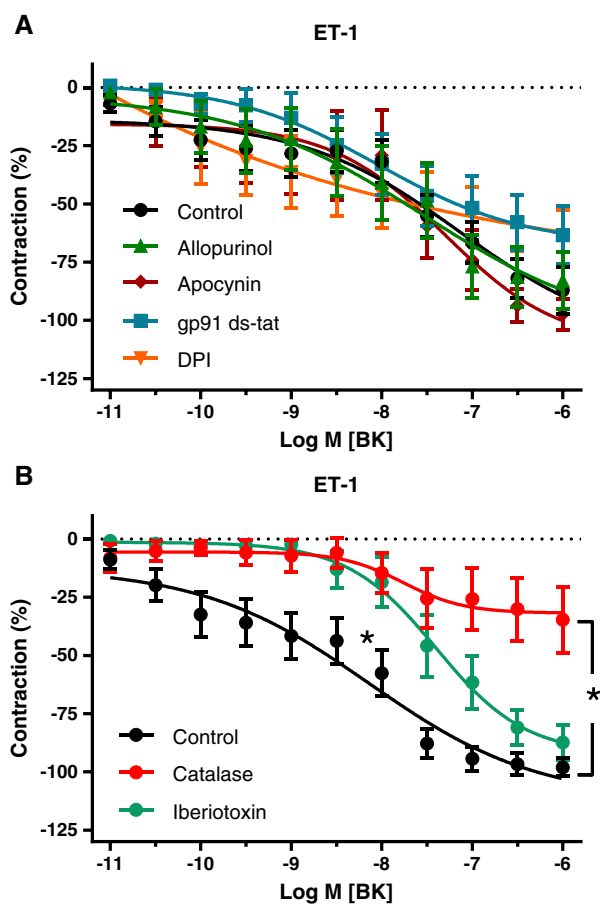 A
ET-1
0
-25
-50
-75
-100
-125
Contraction (%)
Control
Allopurinol
Apocynin
gp91 ds-tat
DPI
-11 -10 -9 -8 -7 -6
Log M [BK]
B
ET-1
0
-25
-50
-75
-100
-125
Contraction (%)
*
*
Control
Catalase
Iberiotoxin
-11 -10 -9 -8 -7 -6
Log M [BK]